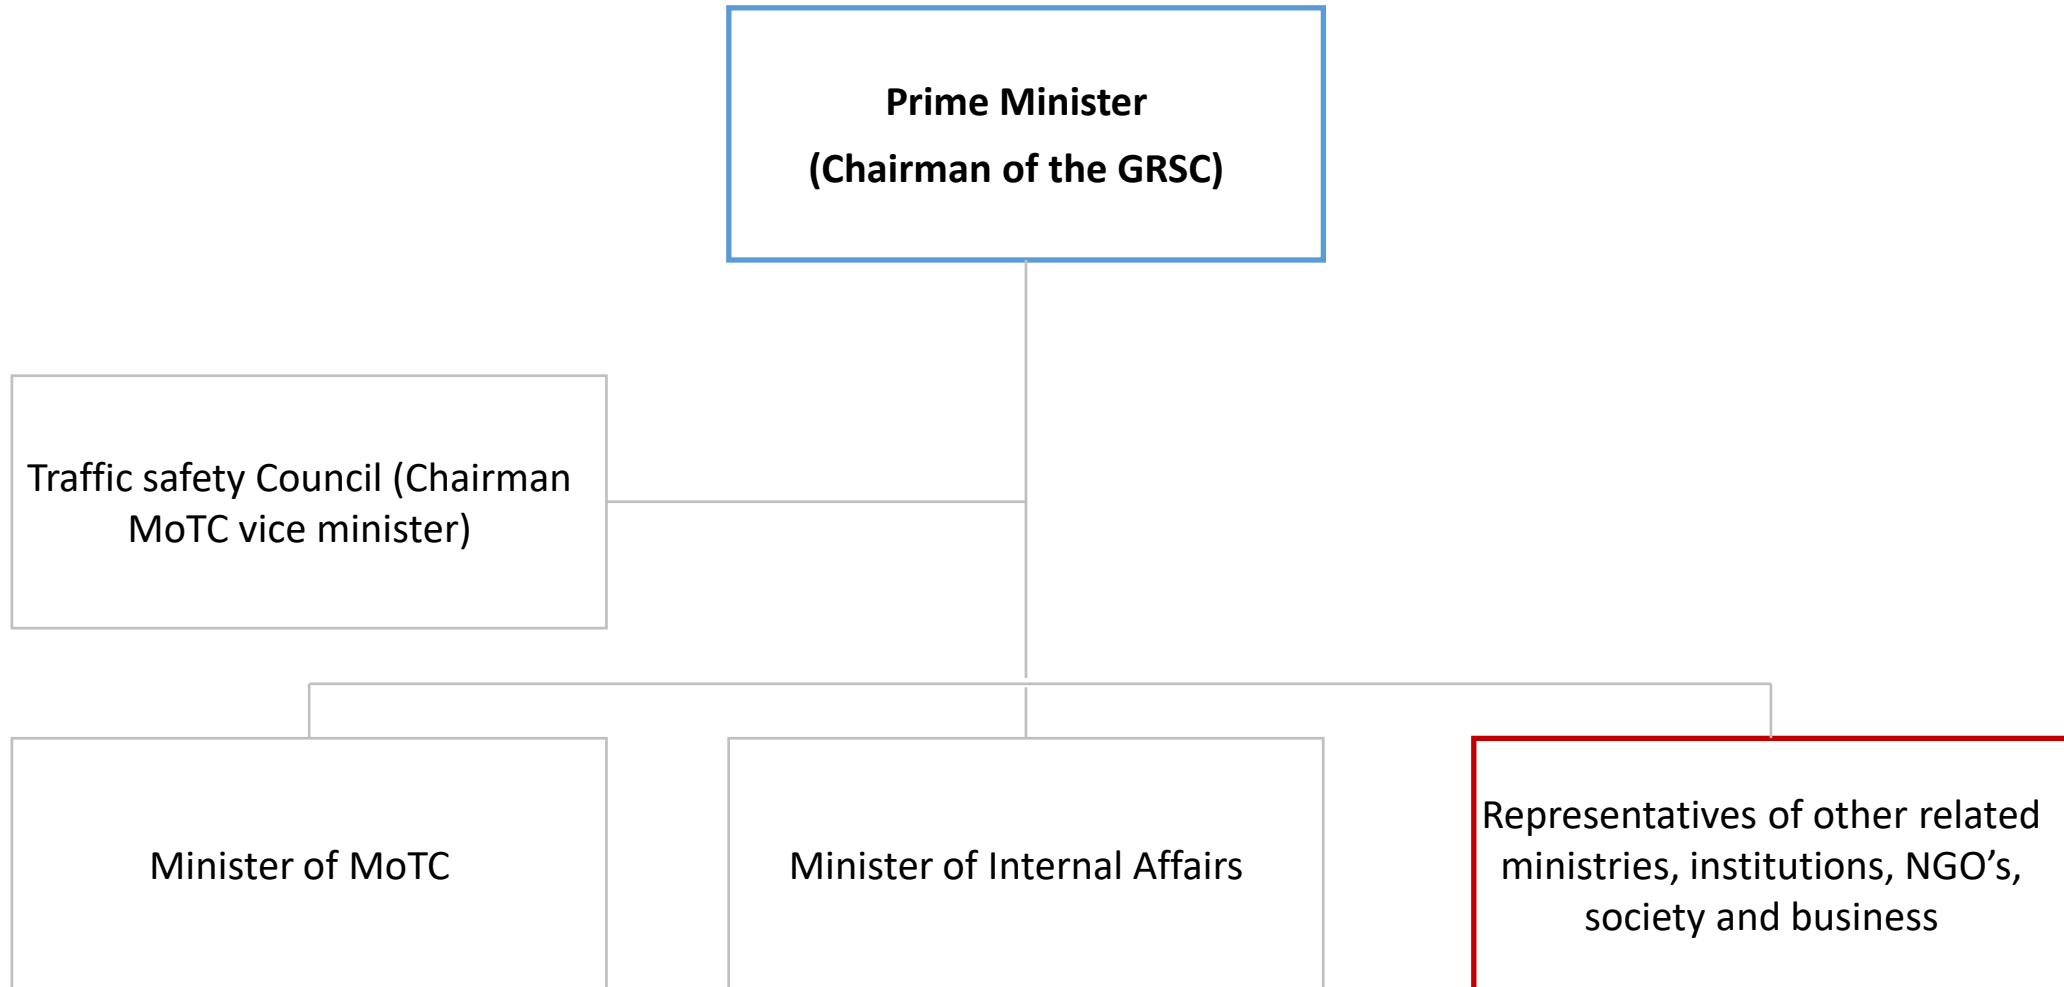 Prime Minister
(Chairman of the GRSC)
Traffic safety Council (Chairman
MoTC vice minister)
Minister of MoTC
Minister of Internal Affairs
Representatives of other related
ministries, institutions, NGO’s,
society and business